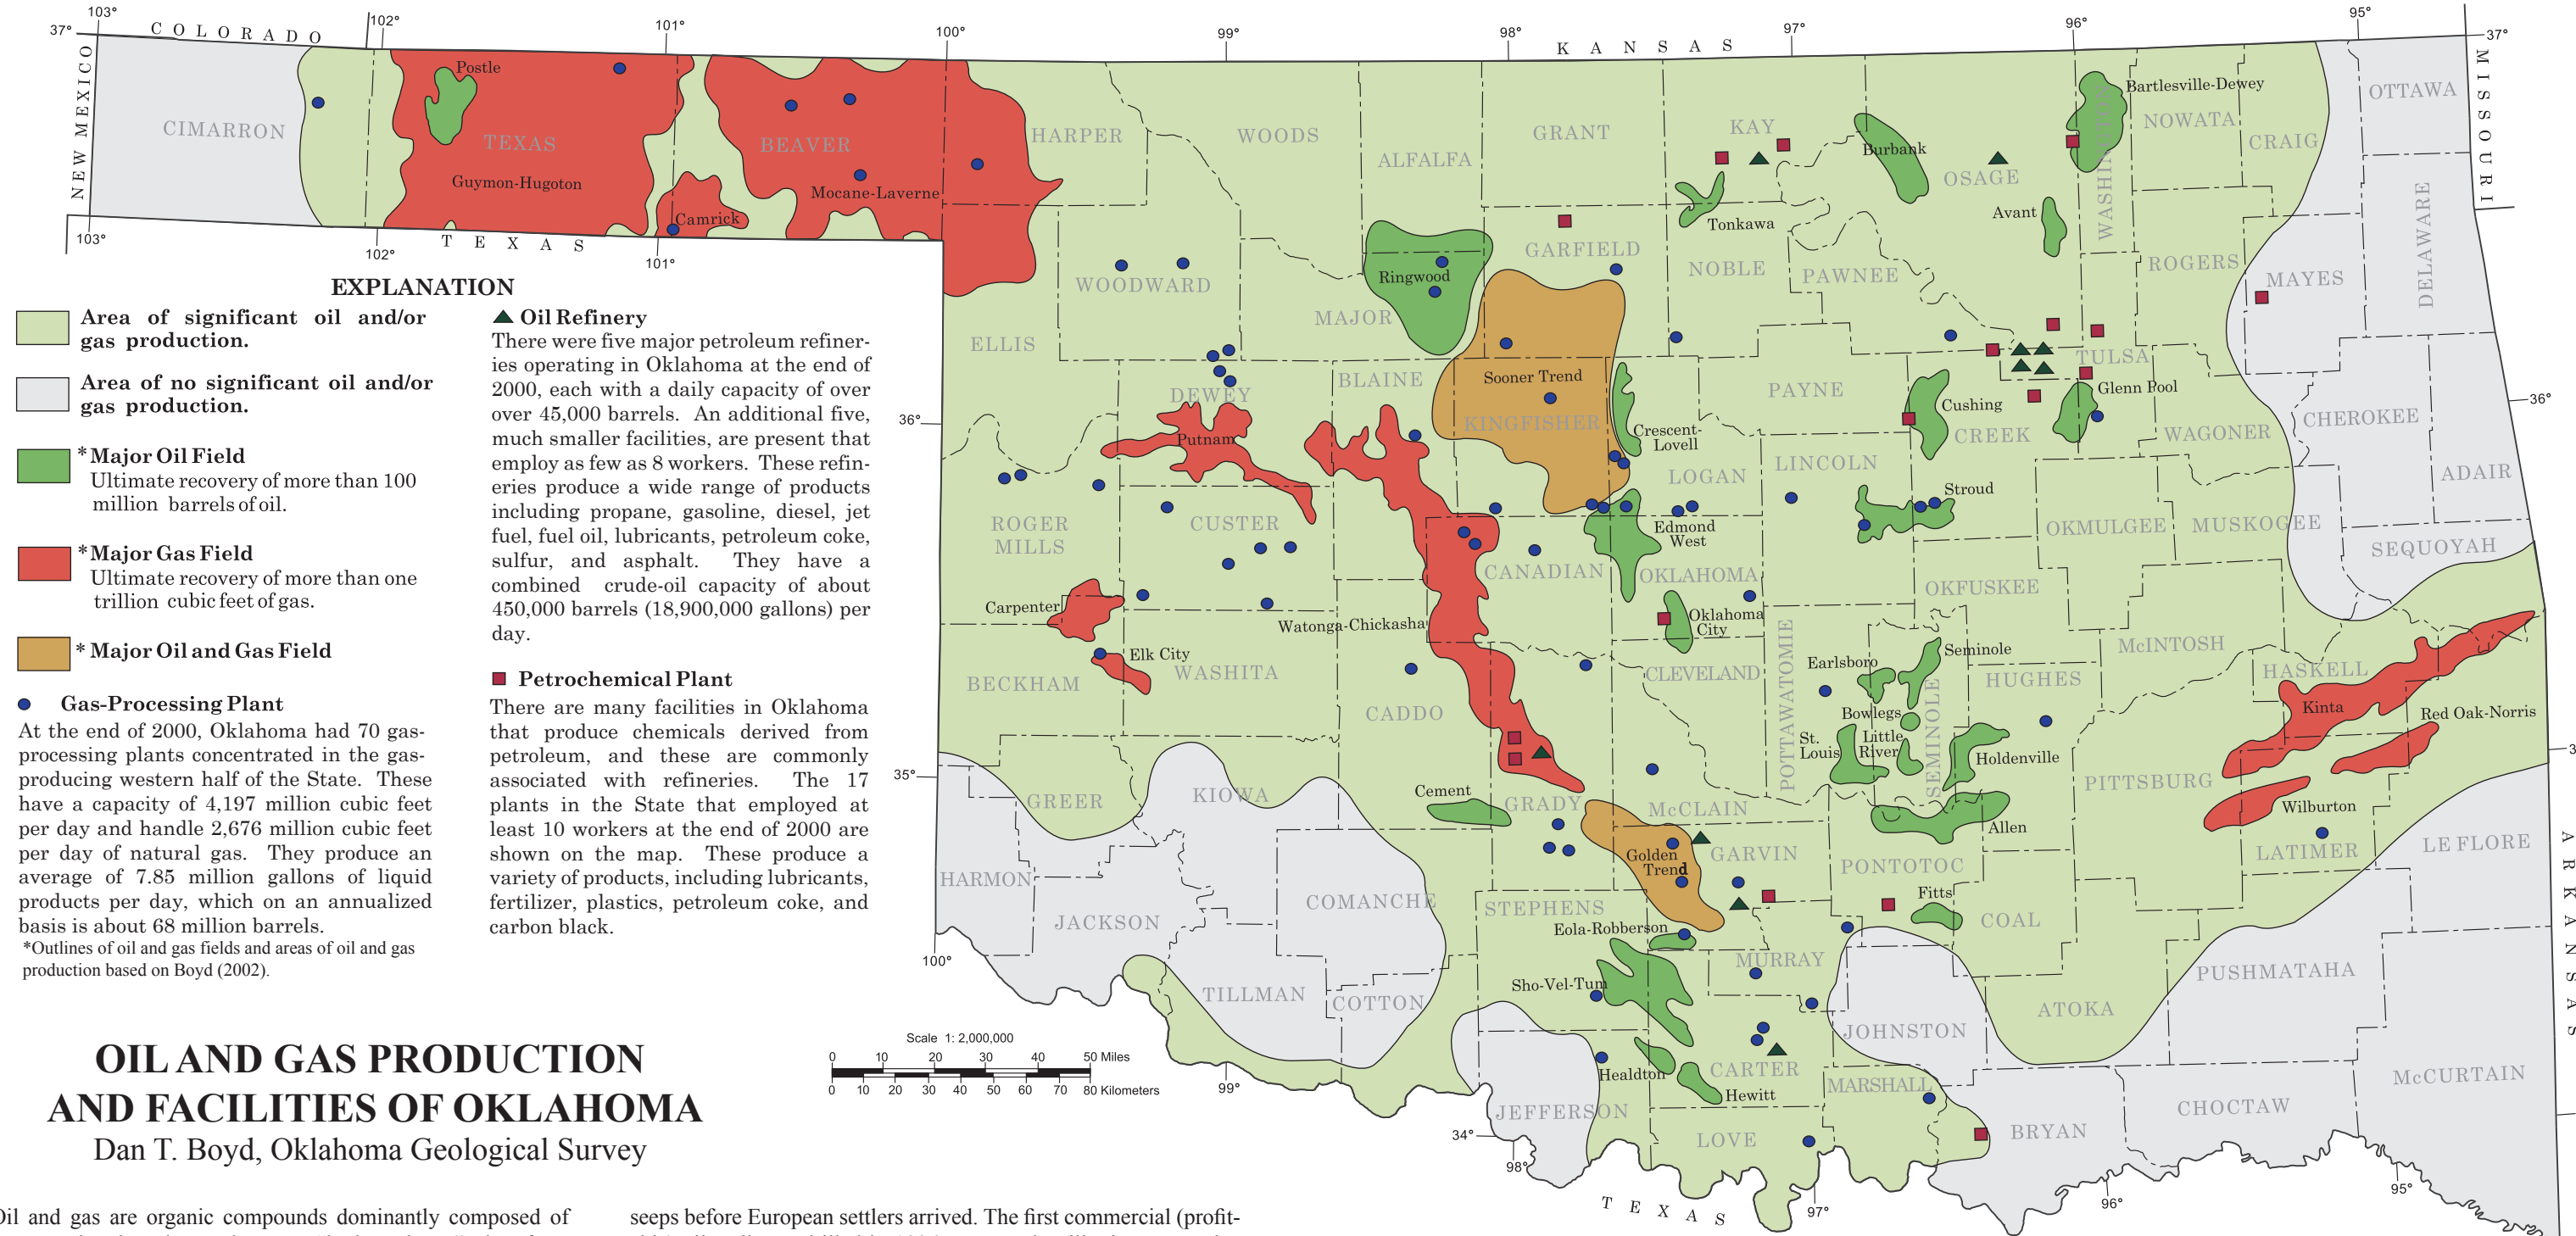 103°
102°
101°
100°
99°
98°
97°
96°
95°
37°
COLORADO
KANSAS
37°
NEW MEXICO
MISSOURI
CIMARRON
Postle
TEXAS
Guymon-Hugoton
BEAVER
Mocane-Laverne
Camrick
HARPER
WOODS
ALFALFA
GRANT
KAY
Burbank
OSAGE
Bartlesville-Dewey
WASHINGTON
NOWATA
CRAIG
OTTAWA
DELAWARE
Tonkawa
Avant
103°
102°
TEXAS
101°
WOODWARD
Ringwood
GARFIELD
NOBLE
PAWNEE
ROGERS
MAYES
MAJOR
ELLIS
EXPLANATION
Area of significant oil and/or
gas production.
Area of no significant oil and/or
gas production.
*Major Oil Field
Ultimate recovery of more than 100
million barrels of oil.
*Major Gas Field
Ultimate recovery of more than one
trillion cubic feet of gas.
*Major Oil and Gas Field
Gas-Processing Plant
At the end of 2000, Oklahoma had 70 gas-
processing plants concentrated in the gas-
producing western half of the State. These
have a capacity of 4,197 million cubic feet
per day and handle 2,676 million cubic feet
per day of natural gas. They produce an
average of 7.85 million gallons of liquid
products per day, which on an annualized
basis is about 68 million barrels.
*Outlines of oil and gas fields and areas of oil and gas
production based on Boyd (2002).
Oil Refinery
There were five major petroleum refiner-
ies operating in Oklahoma at the end of
2000, each with a daily capacity of over
over 45,000 barrels. An additional five,
much smaller facilities, are present that
employ as few as 8 workers. These refin-
eries produce a wide range of products
including propane, gasoline, diesel, jet
fuel, fuel oil, lubricants, petroleum coke,
sulfur, and asphalt. They have a
combined crude-oil capacity of about
450,000 barrels (18,900,000 gallons) per
day.
Petrochemical Plant
There are many facilities in Oklahoma
that produce chemicals derived from
petroleum, and these are commonly
associated with refineries. The 17
plants in the State that employed at
least 10 workers at the end of 2000 are
shown on the map. These produce a
variety of products, including lubricants,
fertilizer, plastics, petroleum coke, and
carbon black.
DEWEY
BLAINE
Sooner Trend
KINGFISHER
PAYNE
TULSA
Glenn Pool
Cushing
CREEK
WAGONER
CHEROKEE
ADAIR
36°
36°
Putnam
Crescent-
Lovell
LOGAN
LINCOLN
Stroud
ROGER
MILLS
CUSTER
Edmond
West
OKMULGEE
MUSKOGEE
SEQUOYAH
CANADIAN
OKLAHOMA
OKFUSKEE
Carpenter
Watonga-Chickasha
Oklahoma
City
McINTOSH
Elk City
WASHITA
BECKHAM
CLEVELAND
POTTAWATOMIE
Earlsboro
Seminole
HUGHES
HASKELL
Kinta
Red Oak-Norris
CADDO
Bowlegs
St.
Louis
Little
River
SEMINOLE
Holdenville
35°
3
PITTSBURG
GREER
KIOWA
Cement
GRADY
McCLAIN
Allen
Wilburton
LATIMER
LE FLORE
ARKANSAS
HARMON
JACKSON
COMANCHE
Golden
Trend
GARVIN
PONTOTOC
Fitts
COAL
STEPHENS
Eola-Robberson
MURRAY
PUSHMATAHA
100°
TILLMAN
COTTON
Sho-Vel-Tum
JOHNSTON
ATOKA
Healdton
CARTER
Hewitt
MARSHALL
McCURTAIN
CHOCTAW
JEFFERSON
LOVE
BRYAN
99°
34°
98°
97°
96°
95°
TEXAS
Scale 1: 2,000,000
0 10 20 30 40 50 Miles
0 10 20 30 40 50 60 70 80 Kilometers
OIL AND GAS PRODUCTION
AND FACILITIES OF OKLAHOMA
Dan T. Boyd, Oklahoma Geological Survey
Oil and gas are organic compounds dominantly composed of
seeps before European settlers arrived. The first commercial (profit-